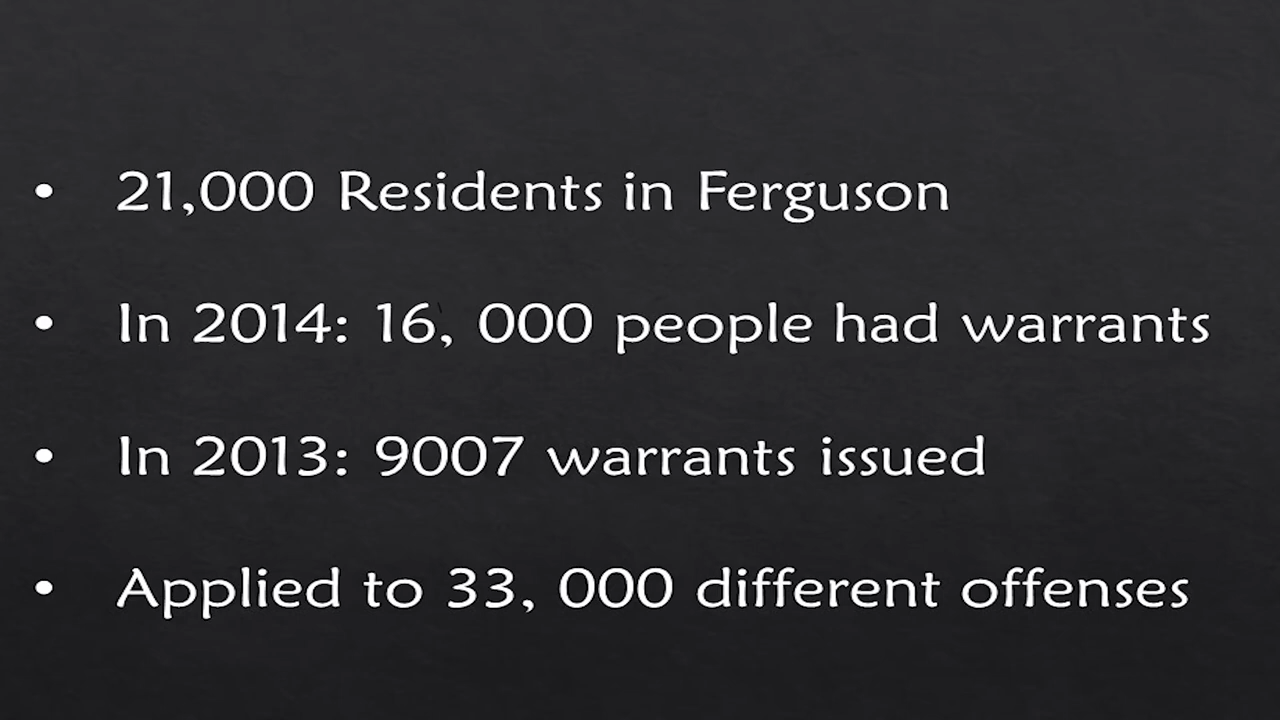 • 21,000 Residents in Ferguson
• In 2014: 16, 000 people had warrants
• In 2013: 9007 warrants issued
• Applied to 33, 000 different offenses